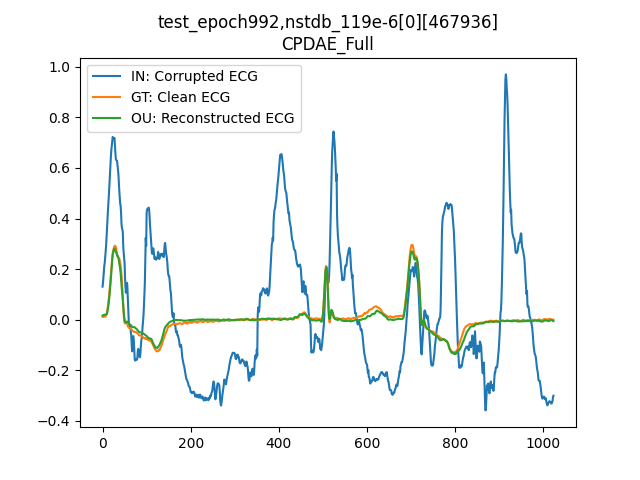 test_epoch992,nstdb_119e-6[0][467936]
CPDAE_Full
IN: Corrupted ECG
GT: Clean ECG
OU: Reconstructed ECG
1.0
0.8
0.6
0.4
0.2
0.0
−0.2
−0.4
0 200 400 600 800 1000